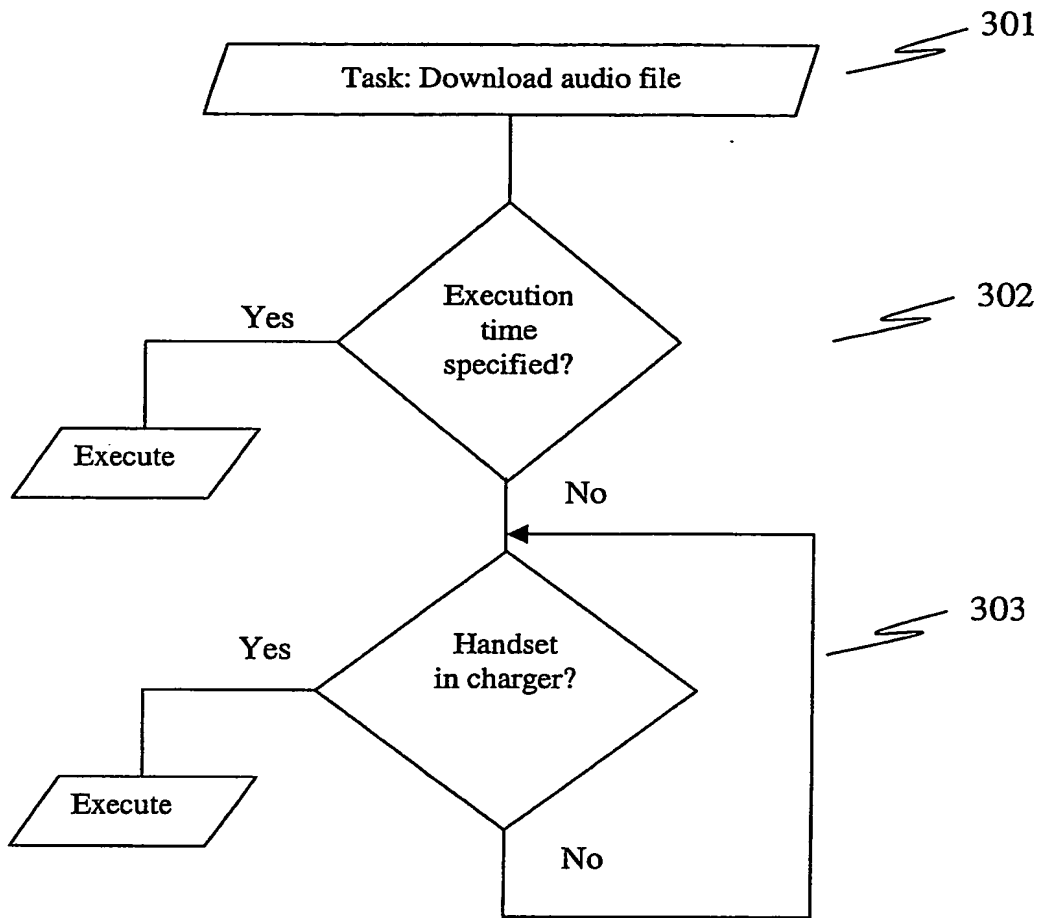 301
Task: Download audio file
302
Execution
time
specified?
Yes
Execute
No
303
Handset
in charger?
Yes
Execute
No